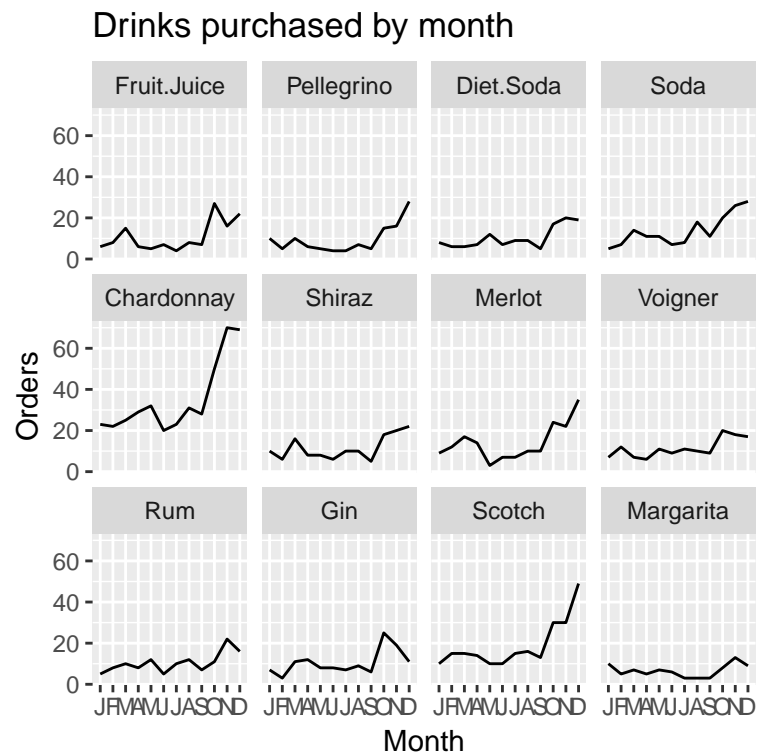 Drinks purchased by month
Fruit.Juice Pellegrino Diet.Soda Soda
60
40
20
0
Chardonnay Shiraz Merlot Voigner
60
40
20
0
Orders
Rum Gin Scotch Margarita
60
40
20
0
JFMAMJJASOND JFMAMJJASOND JFMAMJJASOND JFMAMJJASOND
Month